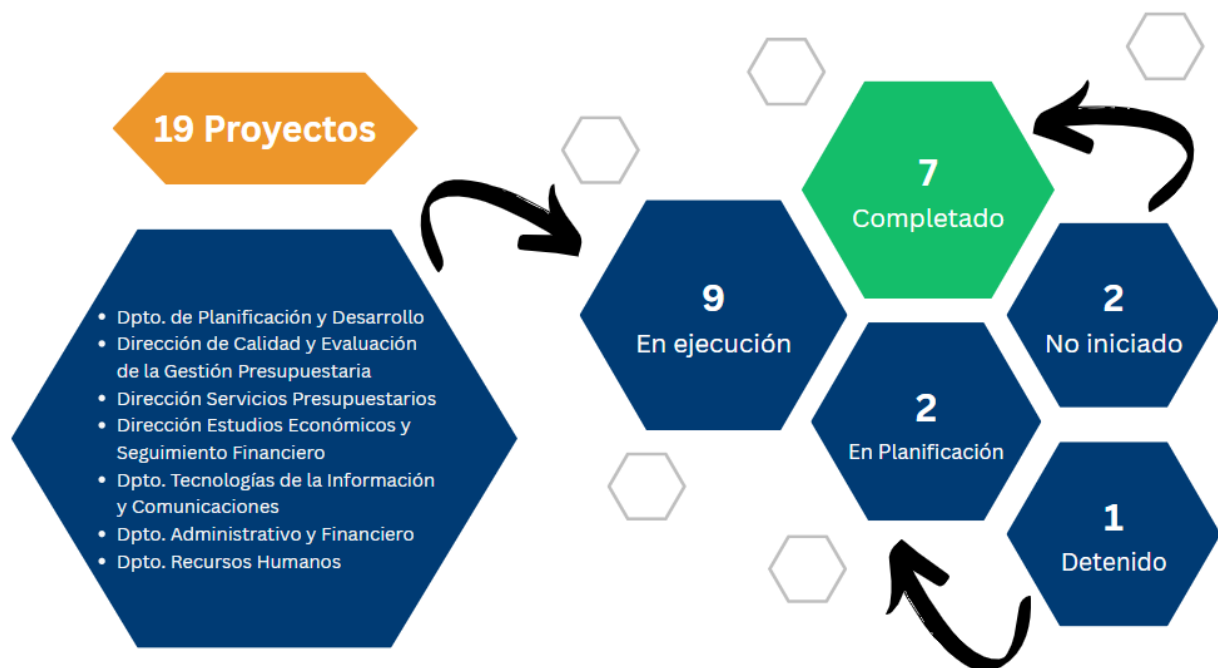 19 Proyectos
• Dpto. de Planificación y Desarrollo
• Dirección de Calidad y Evaluación
de la Gestión Presupuestaria
• Dirección Servicios Presupuestarios
• Dirección Estudios Económicos y
Seguimiento Financiero
• Dpto. Tecnologías de la Información
y Comunicaciones
• Dpto. Administrativo y Financiero
• Dpto. Recursos Humanos
9
En ejecución
7
Completado
2
No iniciado
2
En Planificación
1
Detenido